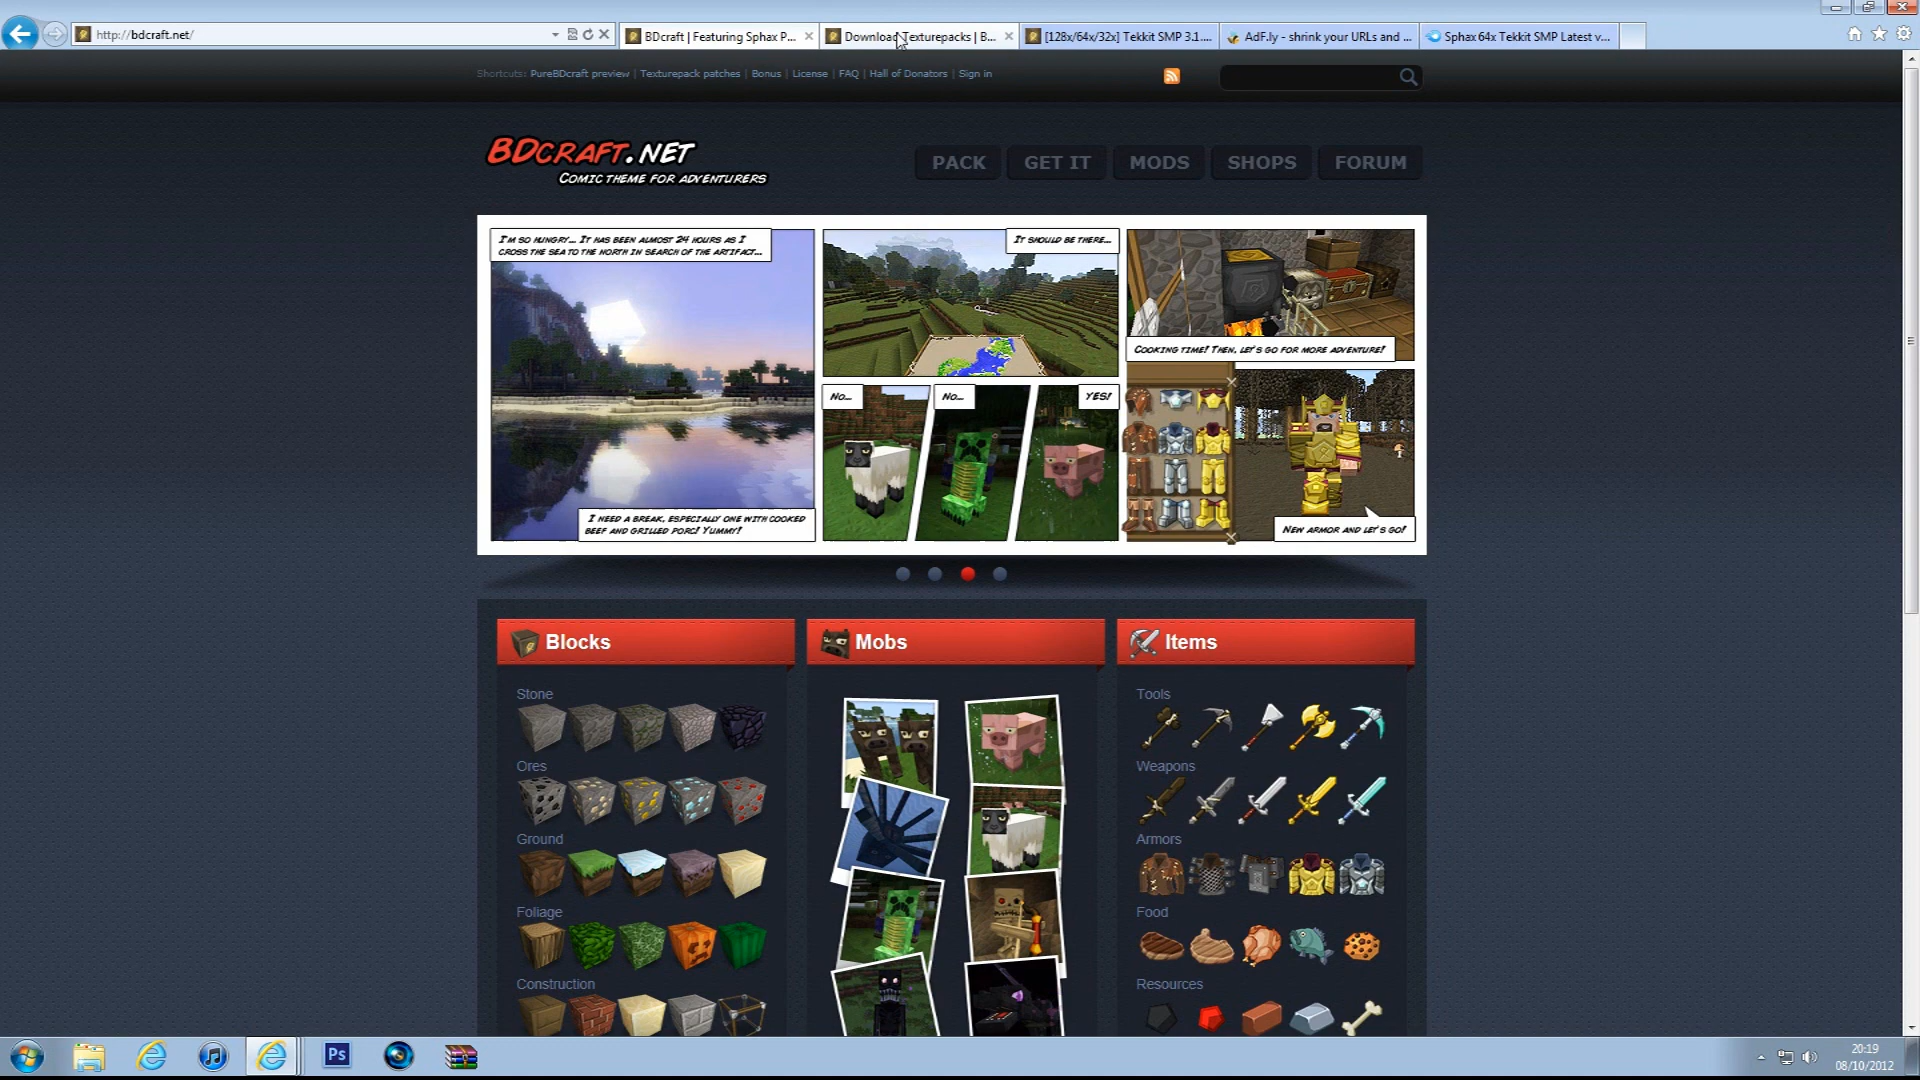 http://bdcraft.net/
BDcraft | Featuring Sphax P...
Download Texturepacks | B...
[128x/64x/32x] Tekkit SMP 3.1....
AdF.ly - shrink your URLs and ...
Sphax 64x Tekkit SMP Latest v...
Shortcuts: PureBDcraft preview | Texturepack patches | Bonus | License | FAQ | Hall of Donators | Sign in
BDCRAFT.NET
COMIC THEME FOR ADVENTURERS
PACK
GET IT
MODS
SHOPS
FORUM
I'M SO HUNGRY... IT HAS BEEN ALMOST 24 HOURS AS I
CROSS THE SEA TO THE NORTH IN SEARCH OF THE ARTIFACT...
I NEED A BREAK, ESPECIALLY ONE WITH COOKED
BEEF AND GRILLED PORC! YUMMY!
IT SHOULD BE THERE...
NO...
NO...
YES!
COOKING TIME! THEN, LET'S GO FOR MORE ADVENTURE!
NEW ARMOR AND LET'S GO!
Blocks
Stone
Ores
Ground
Foliage
Construction
Mobs
Items
Tools
Weapons
Armors
Food
Resources
Ps
20:19
08/10/2012